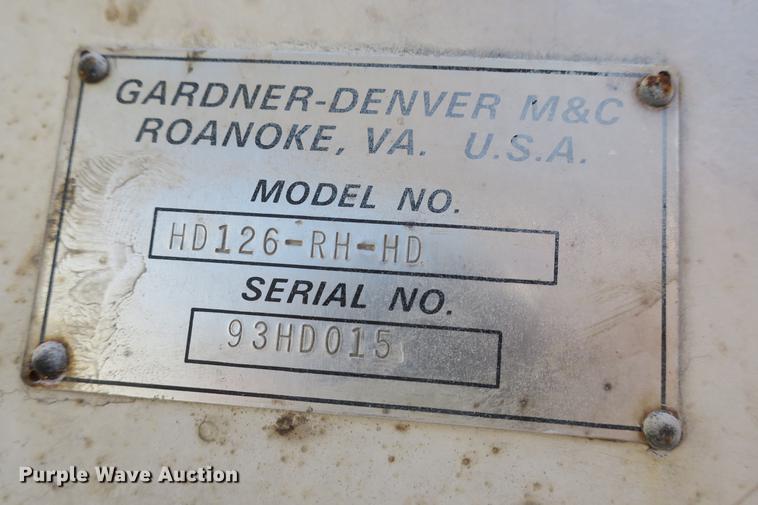 GARDNER-DENVER M&C
ROANOKE, VA. U.S.A.
MODEL NO.
HD126-RH-HD
SERIAL NO.
93HD015
Purple Wave Auction